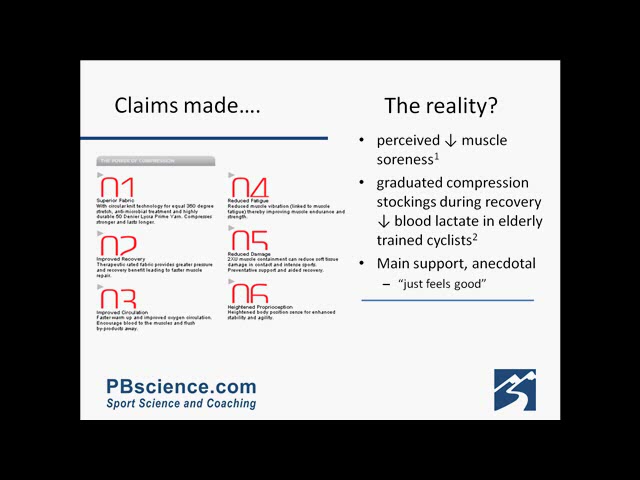 Claims made….
THE POWER OF COMPRESSION
01
Superior Fabric
With circular knit technology for equal 360 degree
stretch, anti-microbial treatment and highly
durable 50 Denier Lycra Prime Yarn. Compresses
stronger and lasts longer.
02
Improved Recovery
Therapeutic rated fabric provides greater pressure
and recovery benefit leading to faster muscle
repair.
03
Improved Circulation
Faster warm up and improved oxygen circulation.
Encourage blood to the muscles and flush
by-products away.
04
Reduced Fatigue
Reduced muscle vibration (linked to muscle
fatigue) thereby improving muscle endurance and
strength.
05
Reduced Damage
2XU muscle containment can reduce soft tissue
damage in contact and intense sports.
Preventative support and aided recovery.
06
Heightened Proprioception
Heightened body position sense for enhanced
stability and agility.
The reality?
• perceived ↓ muscle
soreness¹
• graduated compression
stockings during recovery
↓ blood lactate in elderly
trained cyclists²
• Main support, anecdotal
– “just feels good”
PBscience.com
Sport Science and Coaching